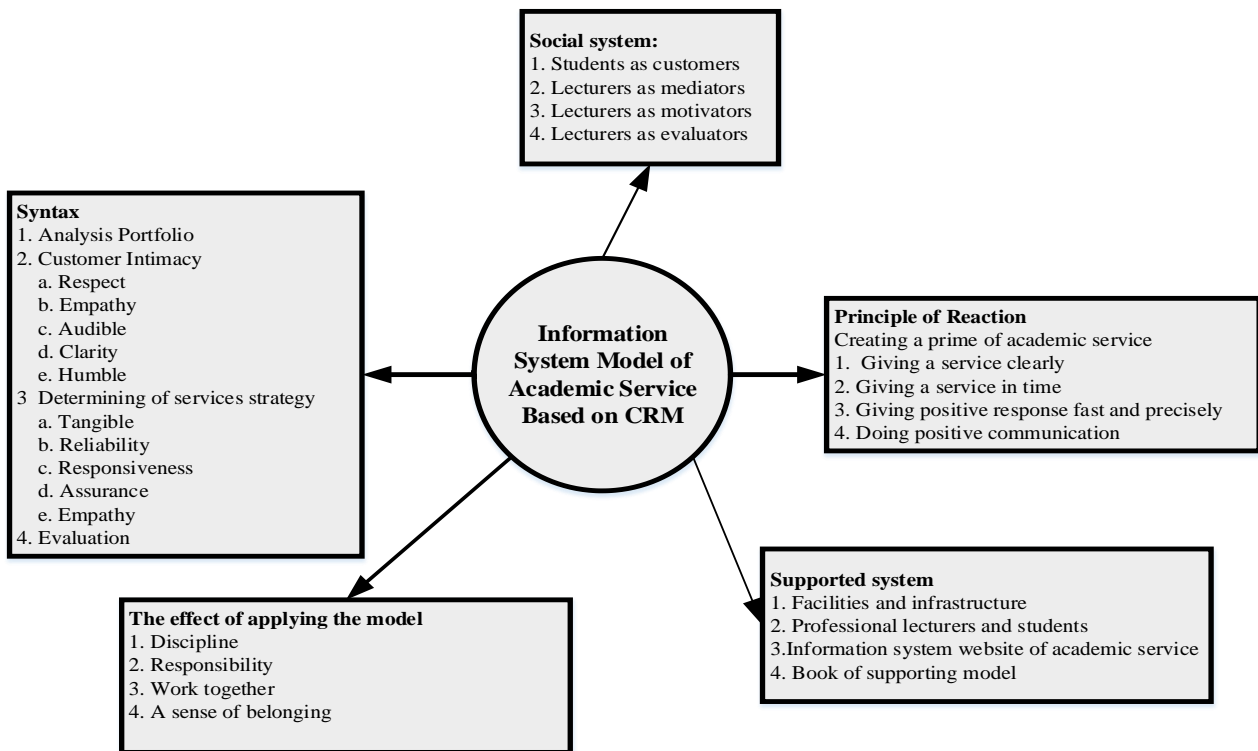 Social system:
1. Students as customers
2. Lecturers as mediators
3. Lecturers as motivators
4. Lecturers as evaluators
Syntax
1. Analysis Portfolio
2. Customer Intimacy
a. Respect
b. Empathy
c. Audible
d. Clarity
e. Humble
3 Determining of services strategy
a. Tangible
b. Reliability
c. Responsiveness
d. Assurance
e. Empathy
4. Evaluation
Information
System Model of
Academic Service
Based on CRM
Principle of Reaction
Creating a prime of academic service
1. Giving a service clearly
2. Giving a service in time
3. Giving positive response fast and precisely
4. Doing positive communication
The effect of applying the model
1. Discipline
2. Responsibility
3. Work together
4. A sense of belonging
Supported system
1. Facilities and infrastructure
2. Professional lecturers and students
3.Information system website of academic service
4. Book of supporting model